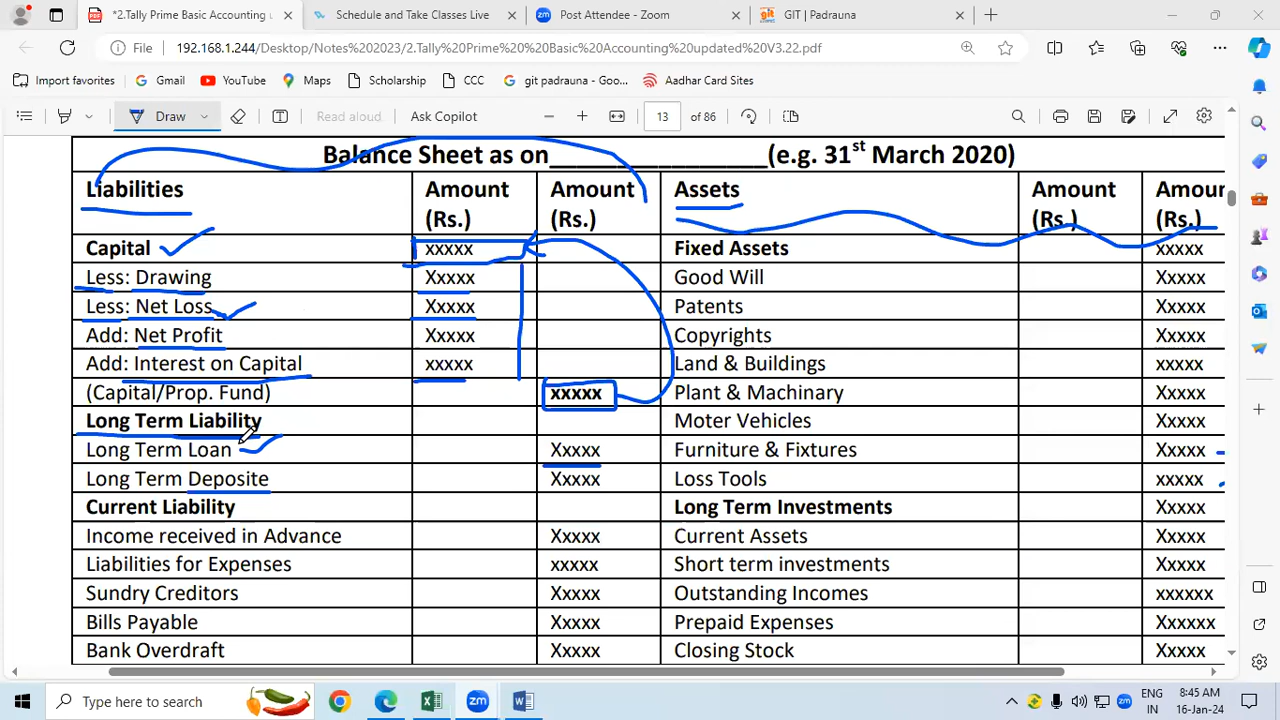 *2.Tally Prime Basic Accounting u
Schedule and Take Classes Live
Post Attendee - Zoom
GIT | Padrauna
File 192.168.1.244/Desktop/Notes%202023/2.Tally%20Prime%20%20Basic%20Accounting%20updated%20V3.22.pdf
Import favorites Gmail YouTube Maps Scholarship CCC git padrauna - Goo... Aadhar Card Sites
Draw Read aloud Ask Copilot 13 of 86
Balance Sheet as on_________________(e.g. 31st March 2020)
Liabilities Amount (Rs.) Amount (Rs.) Assets Amount (Rs.) Amour (Rs.)
Capital xxxxx Fixed Assets xxxxx
Less: Drawing Xxxxx Good Will Xxxxx
Less: Net Loss Xxxxx Patents Xxxxx
Add: Net Profit Xxxxx Copyrights Xxxxx
Add: Interest on Capital xxxxx Land & Buildings Xxxxx
(Capital/Prop. Fund) xxxxx Plant & Machinary Xxxxx
Long Term Liability Moter Vehicles Xxxxx
Long Term Loan Xxxxx Furniture & Fixtures Xxxxx
Long Term Deposite Xxxxx Loss Tools xxxxx
Current Liability Long Term Investments Xxxxx
Income received in Advance Xxxxx Current Assets Xxxxx
Liabilities for Expenses xxxxx Short term investments Xxxxx
Sundry Creditors Xxxxx Outstanding Incomes xxxxxx
Bills Payable Xxxxx Prepaid Expenses Xxxxxx
Bank Overdraft Xxxxx Closing Stock Xxxxx
Type here to search
ENG
IN
8:45 AM
16-Jan-24